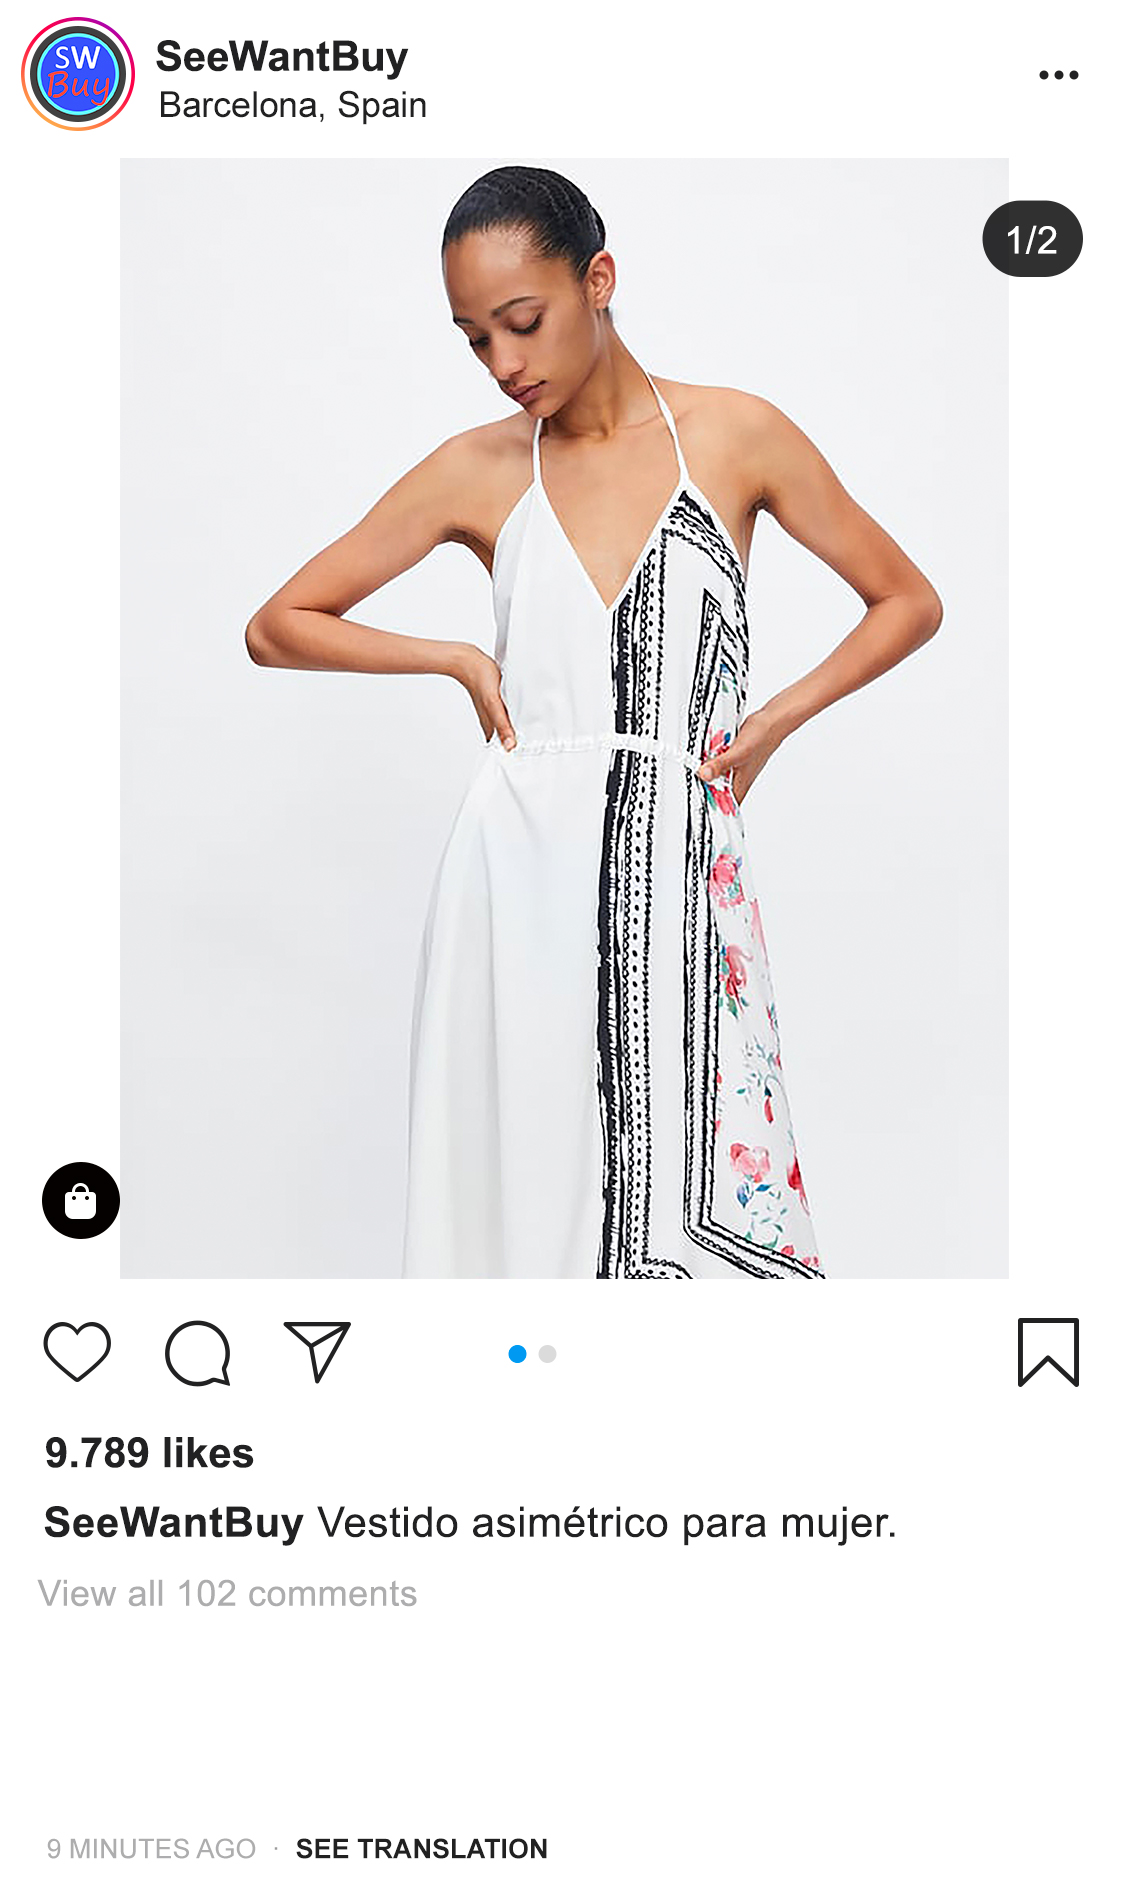 SW
Buy
SeeWantBuy
Barcelona, Spain
1/2
9.789 likes
SeeWantBuy Vestido asimétrico para mujer.
View all 102 comments
9 MINUTES AGO · SEE TRANSLATION